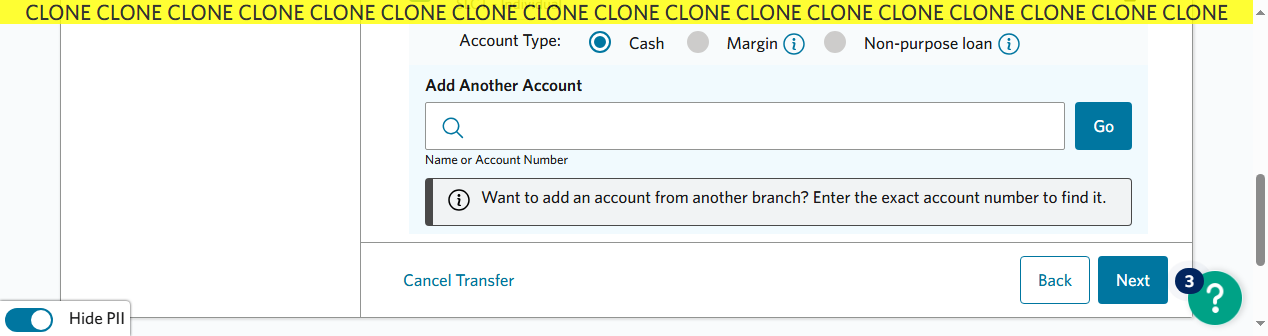 CLONE CLONE CLONE CLONE CLONE CLONE CLONE CLONE CLONE CLONE CLONE CLONE CLONE CLONE CLONE CLONE CLONE
Account Type: Cash Margin Non-purpose loan
Add Another Account
Go
Name or Account Number
Want to add an account from another branch? Enter the exact account number to find it.
Cancel Transfer Back Next 3 ?
Hide PII